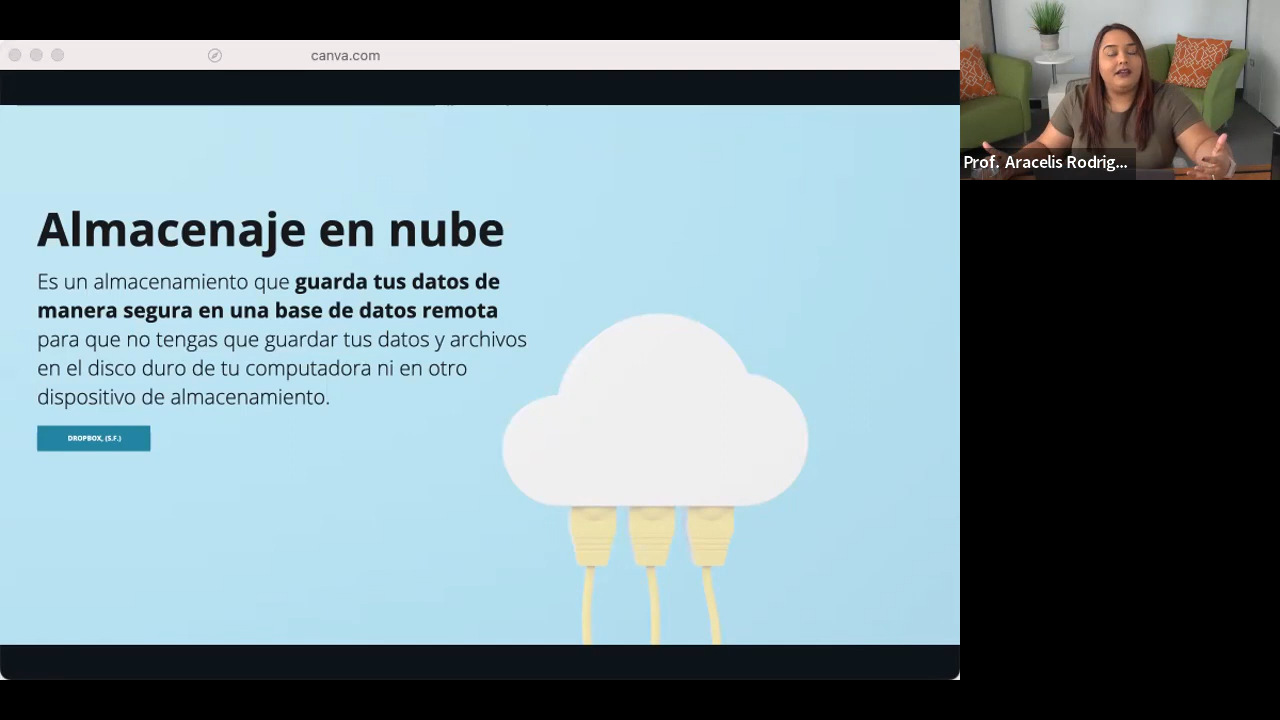 canva.com
Almacenaje en nube
Es un almacenamiento que guarda tus datos de
manera segura en una base de datos remota
para que no tengas que guardar tus datos y archivos
en el disco duro de tu computadora ni en otro
dispositivo de almacenamiento.
DROPBOX, (S.F.)
Prof. Aracelis Rodrig...